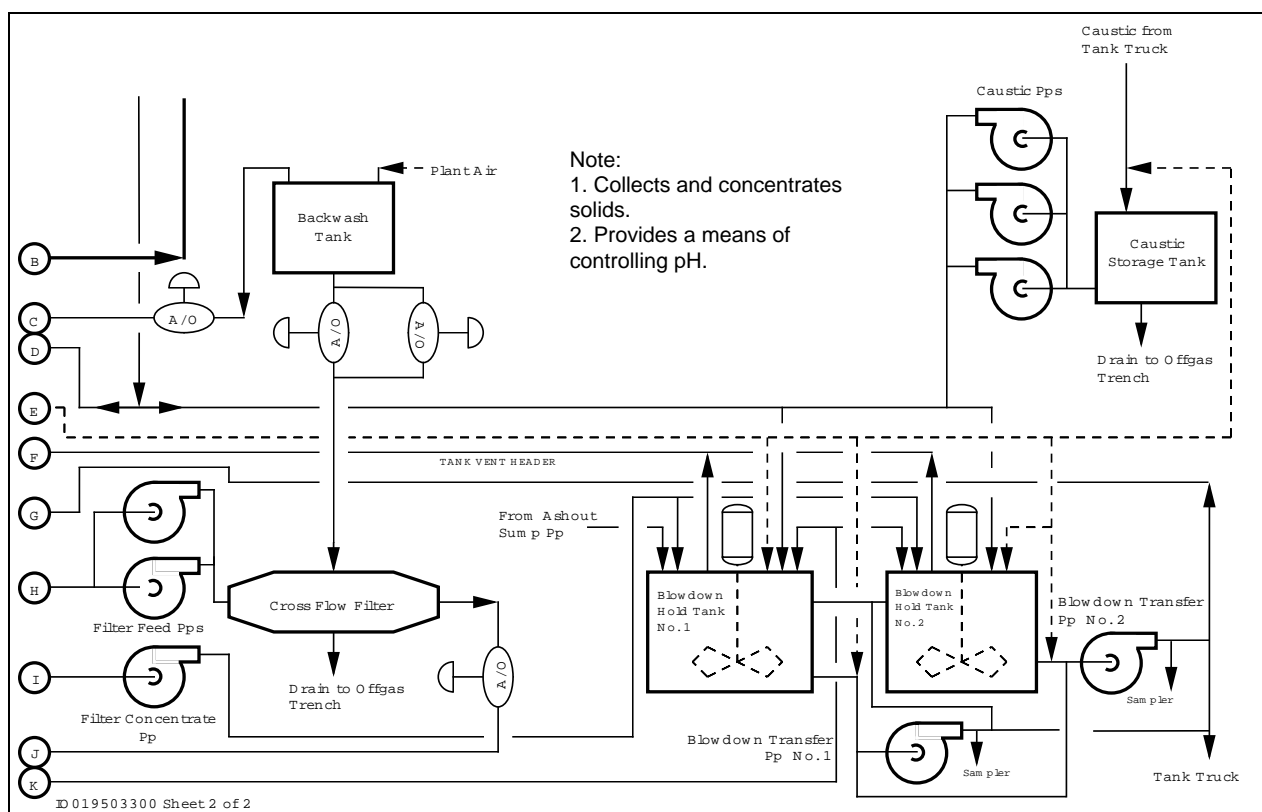 Caustic from
Tank Truck
Caustic Pps
Plant Air
Note:
1. Collects and concentrates
solids.
2. Provides a means of
controlling pH.
Backwash
Tank
Caustic
Storage Tank
B
C
A/O
A/O
A/O
D
Drain to Offgas
Trench
E
F
TANK VENT HEADER
G
From Ashout
Sump Pp
H
Cross Flow Filter
Blowdown
Hold Tank
No.1
Blowdown
Hold Tank
No.2
Blowdown Transfer
Pp No.2
Filter Feed Pps
I
A/O
Drain to Offgas
Trench
Sampler
Filter Concentrate
Pp
J
Blowdown Transfer
Pp No.1
K
Sampler
Tank Truck
ID019503300 Sheet 2 of 2